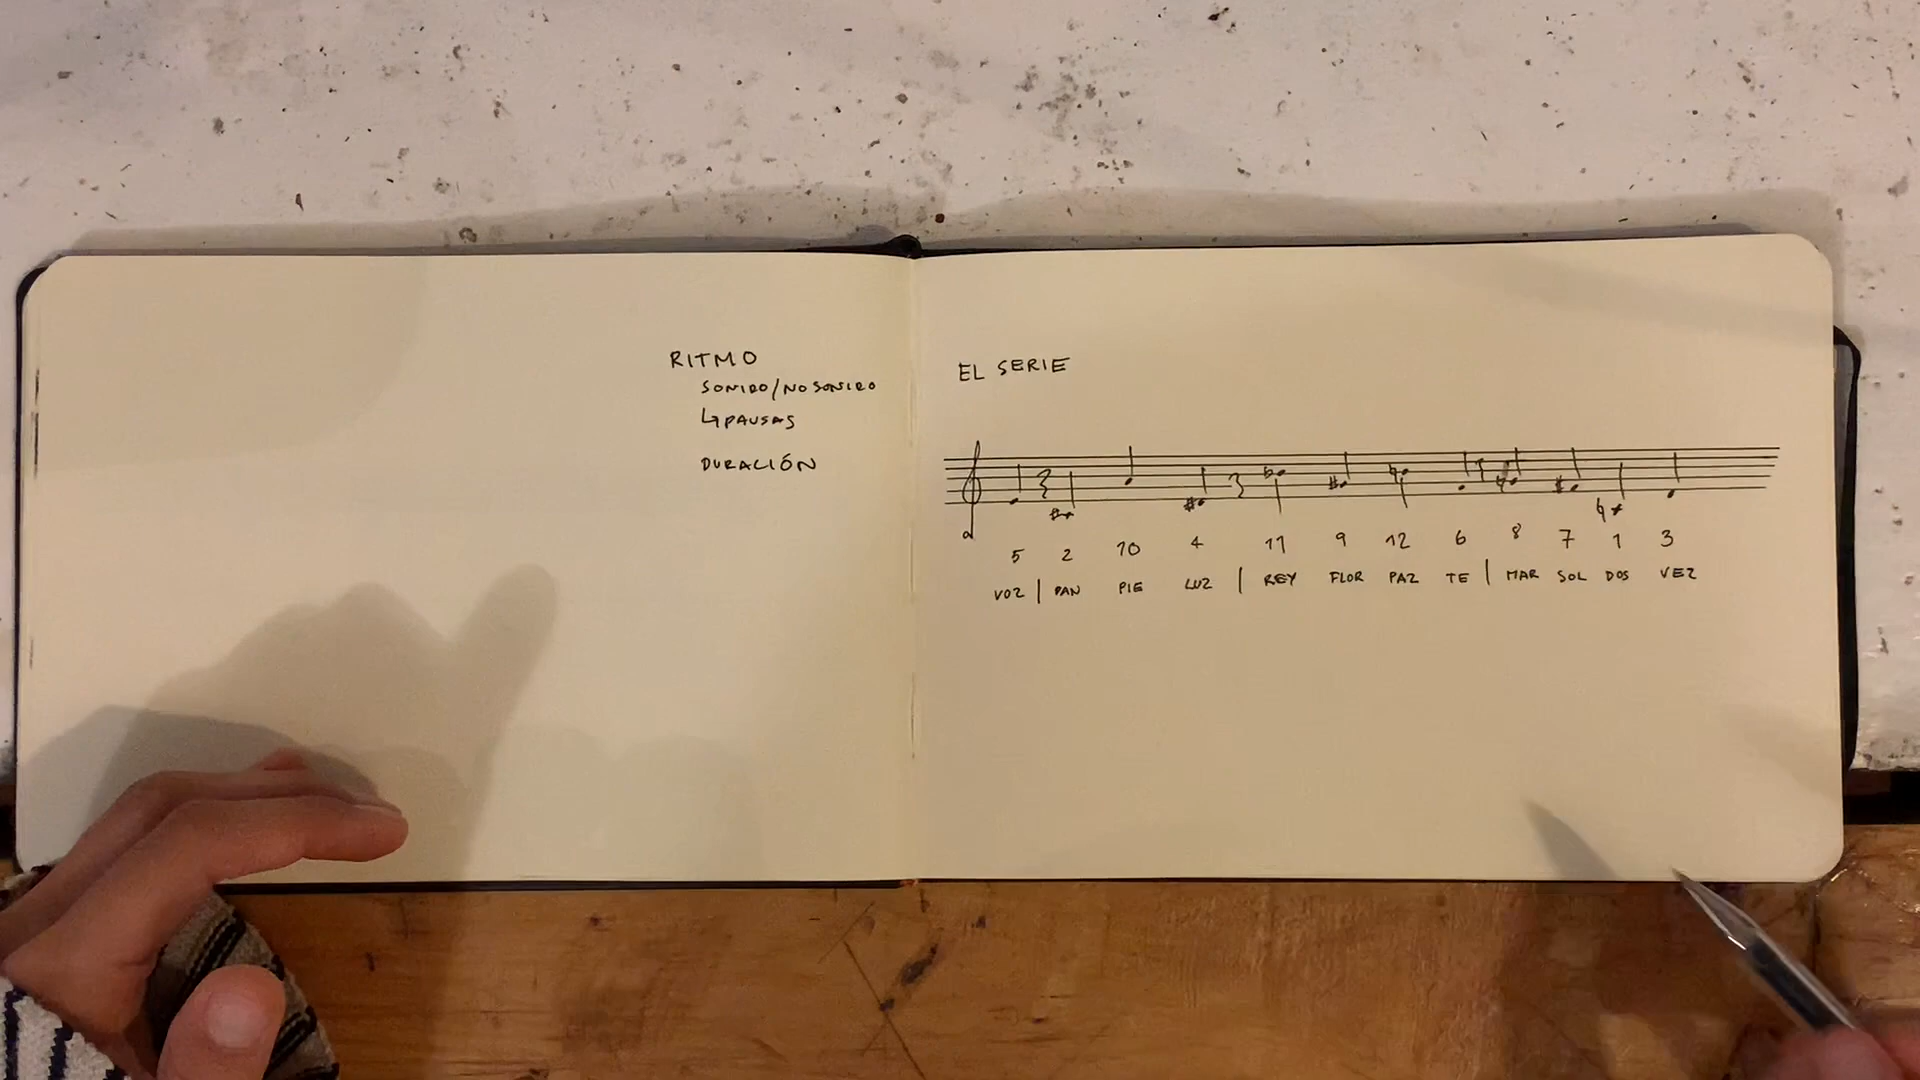 RITMO
SONIDO/NO SONIDO
↳ PAUSAS
DURACIÓN
EL SERIE
5 2 10 4 11 9 12 6 8 7 1 3
VOZ | PAN PIE LUZ | REY FLOR PAZ TE | MAR SOL DOS VEZ